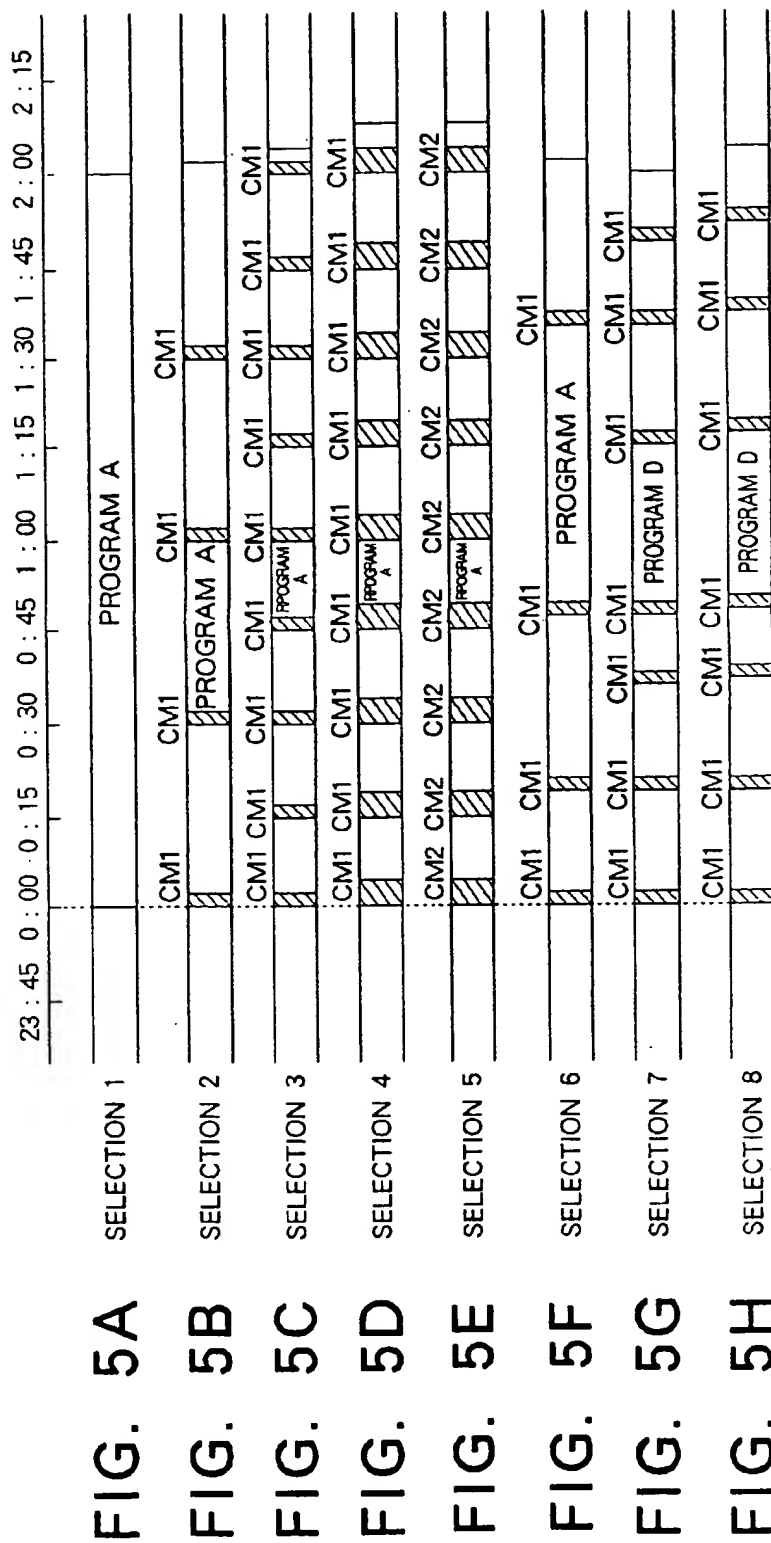 23 : 45 0 : 00 0 : 15 0 : 30 0 : 45 1 : 00 1 : 15 1 : 30 1 : 45 2 : 00 2 : 15
FIG. 5A SELECTION 1 PROGRAM A
CM1 CM1 CM1 CM1
FIG. 5B SELECTION 2 PROGRAM A
CM1 CM1 CM1 CM1 CM1 CM1 CM1 CM1 CM1
FIG. 5C SELECTION 3 RPOGRAM
A
CM1 CM1 CM1 CM1 CM1 CM1 CM1 CM1 CM1
FIG. 5D SELECTION 4 RPOGRAM
A
CM2 CM2 CM2 CM2 CM2 CM2 CM2 CM2 CM2
FIG. 5E SELECTION 5 RPOGRAM
A
CM1 CM1 CM1 CM1
FIG. 5F SELECTION 6 PROGRAM A
CM1 CM1 CM1 CM1 CM1 CM1 CM1
FIG. 5G SELECTION 7 PROGRAM D
CM1 CM1 CM1 CM1 CM1 CM1 CM1
FIG. 5H SELECTION 8 PROGRAM D